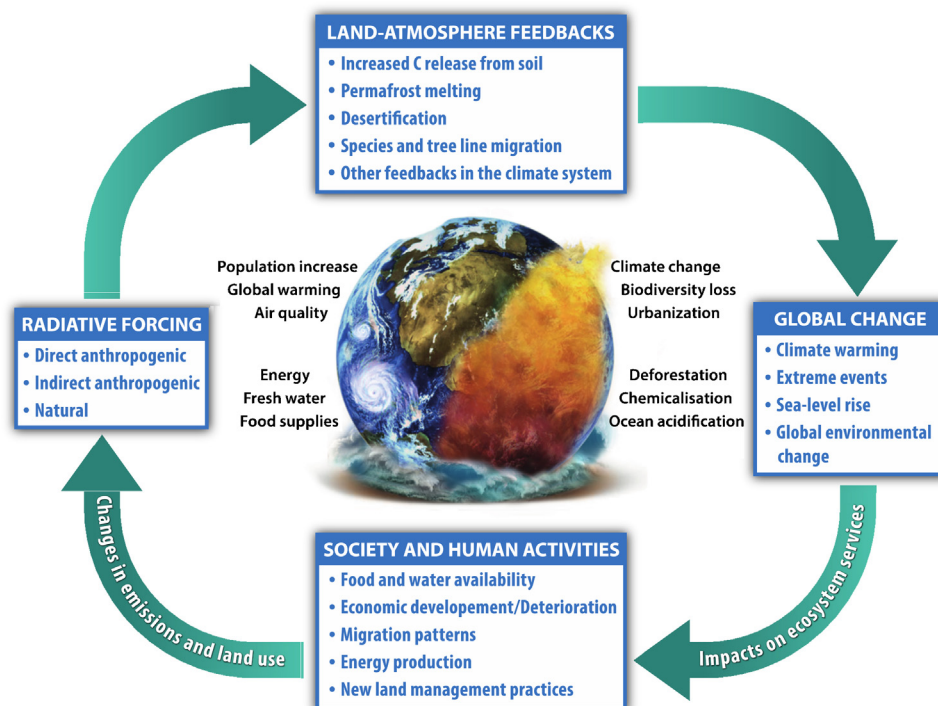 LAND-ATMOSPHERE FEEDBACKS
• Increased C release from soil
• Permafrost melting
• Desertification
• Species and tree line migration
• Other feedbacks in the climate system
Population increase
Global warming
Air quality
Climate change
Biodiversity loss
Urbanization
RADIATIVE FORCING
• Direct anthropogenic
• Indirect anthropogenic
• Natural
GLOBAL CHANGE
• Climate warming
• Extreme events
• Sea-level rise
• Global environmental
change
Energy
Fresh water
Food supplies
Deforestation
Chemicalisation
Ocean acidification
Changes in emissions and land use
Impacts on ecosystem services
SOCIETY AND HUMAN ACTIVITIES
• Food and water availability
• Economic developement/Deterioration
• Migration patterns
• Energy production
• New land management practices